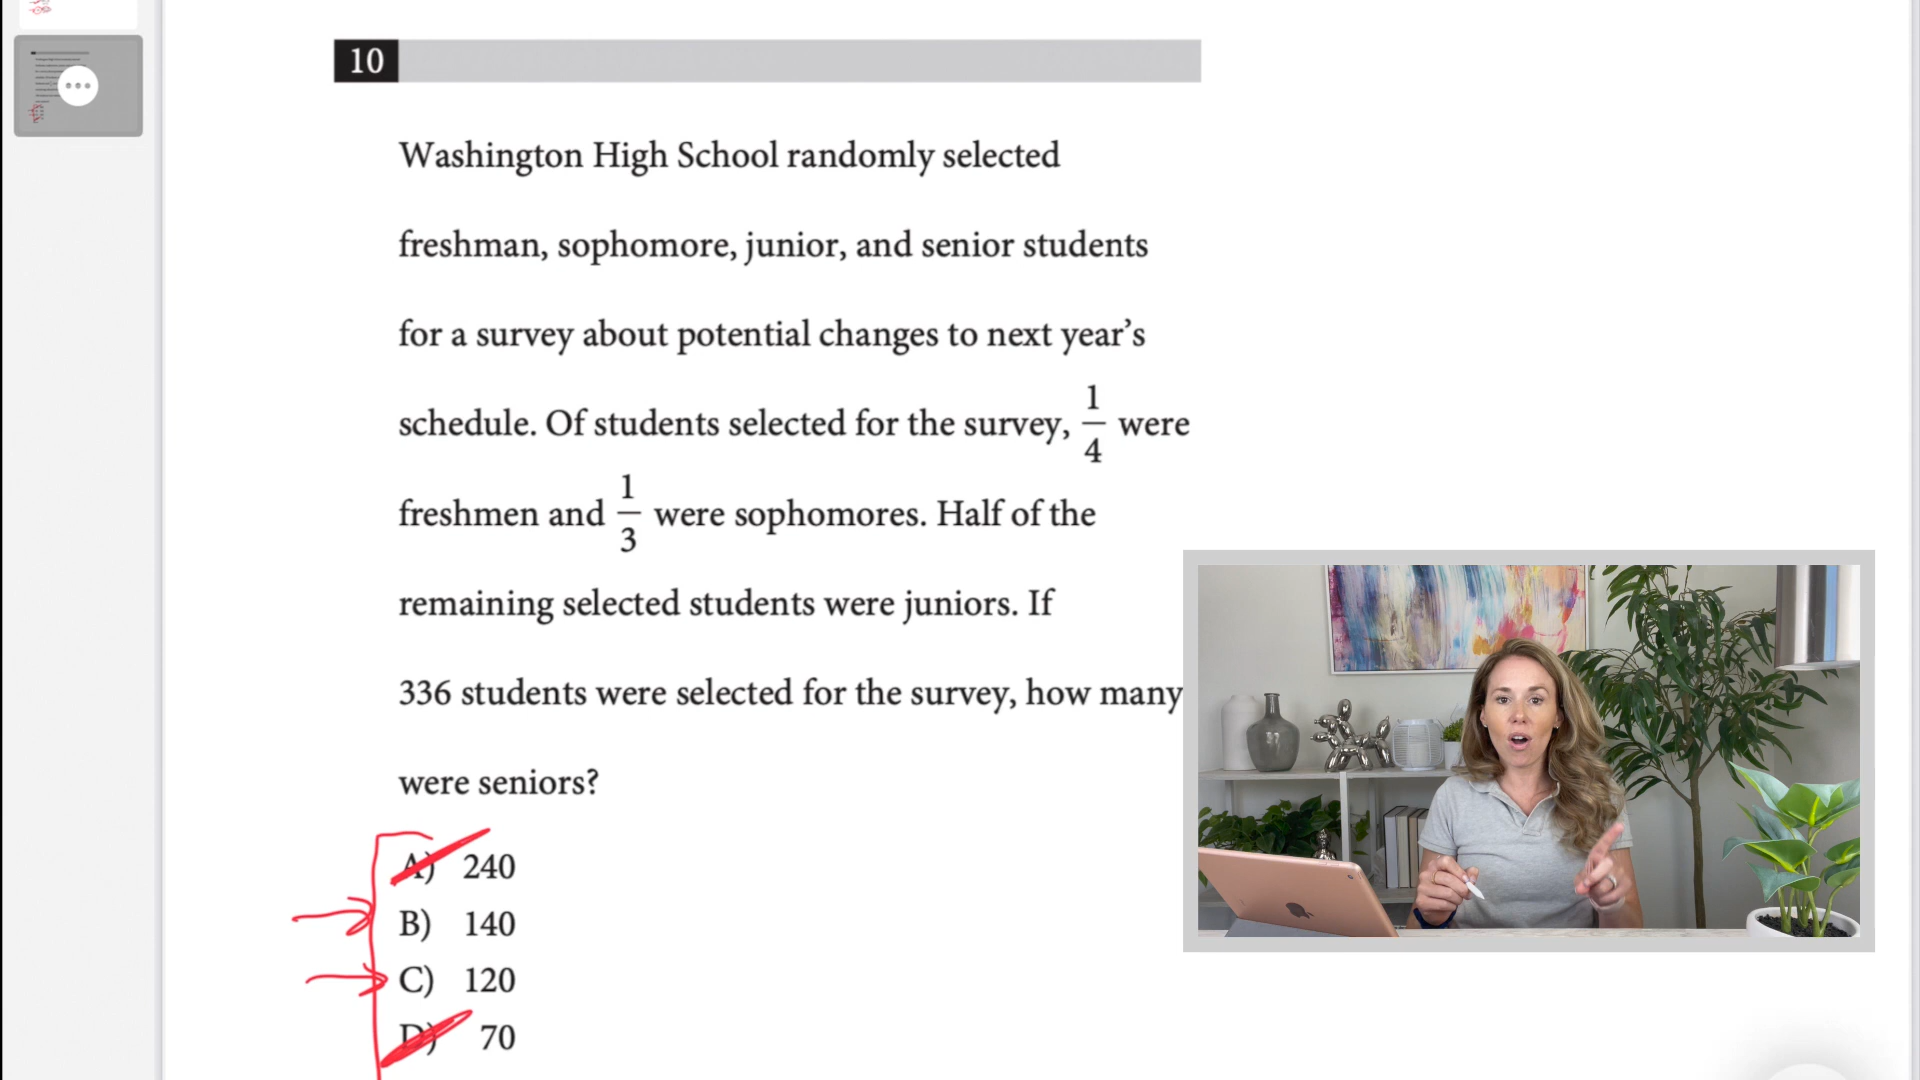 10
Washington High School randomly selected
freshman, sophomore, junior, and senior students
for a survey about potential changes to next year’s
schedule. Of students selected for the survey, 1/4 were
freshmen and 1/3 were sophomores. Half of the
remaining selected students were juniors. If
336 students were selected for the survey, how many
were seniors?
A) 240
B) 140
C) 120
D) 70